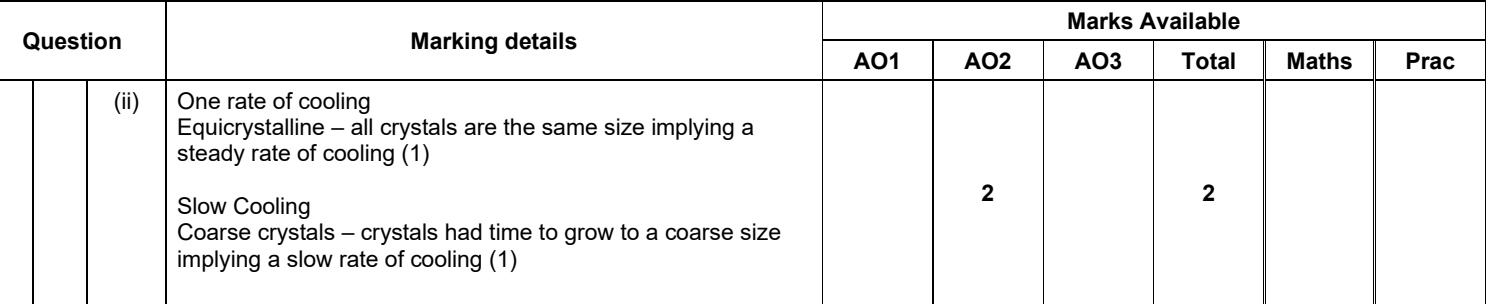 Question
Marking details
Marks Available
AO1
AO2
AO3
Total
Maths
Prac
(ii)
One rate of cooling
Equicrystalline – all crystals are the same size implying a
steady rate of cooling (1)
Slow Cooling
Coarse crystals – crystals had time to grow to a coarse size
implying a slow rate of cooling (1)
2
2